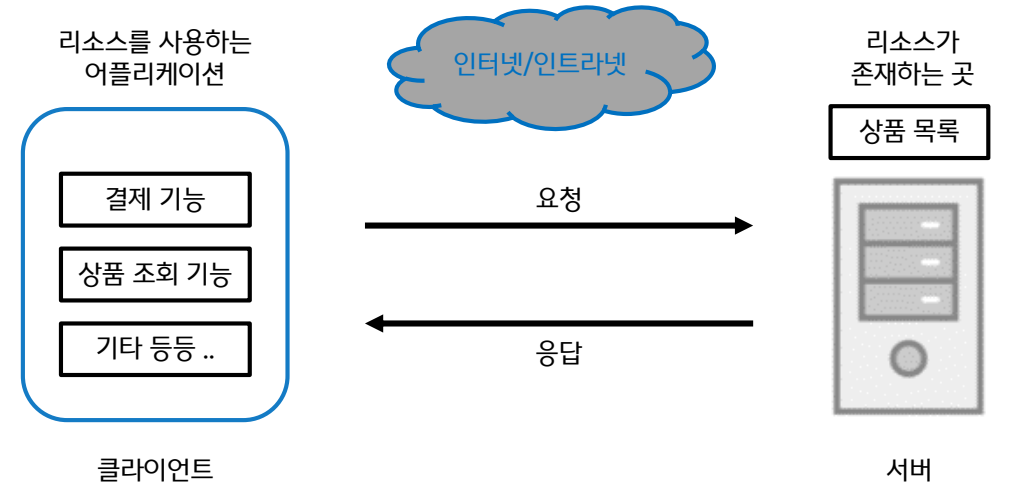 리소스를 사용하는
어플리케이션
인터넷/인트라넷
리소스가
존재하는 곳
상품 목록
결제 기능
요청
상품 조회 기능
기타 등등 ..
응답
클라이언트
서버